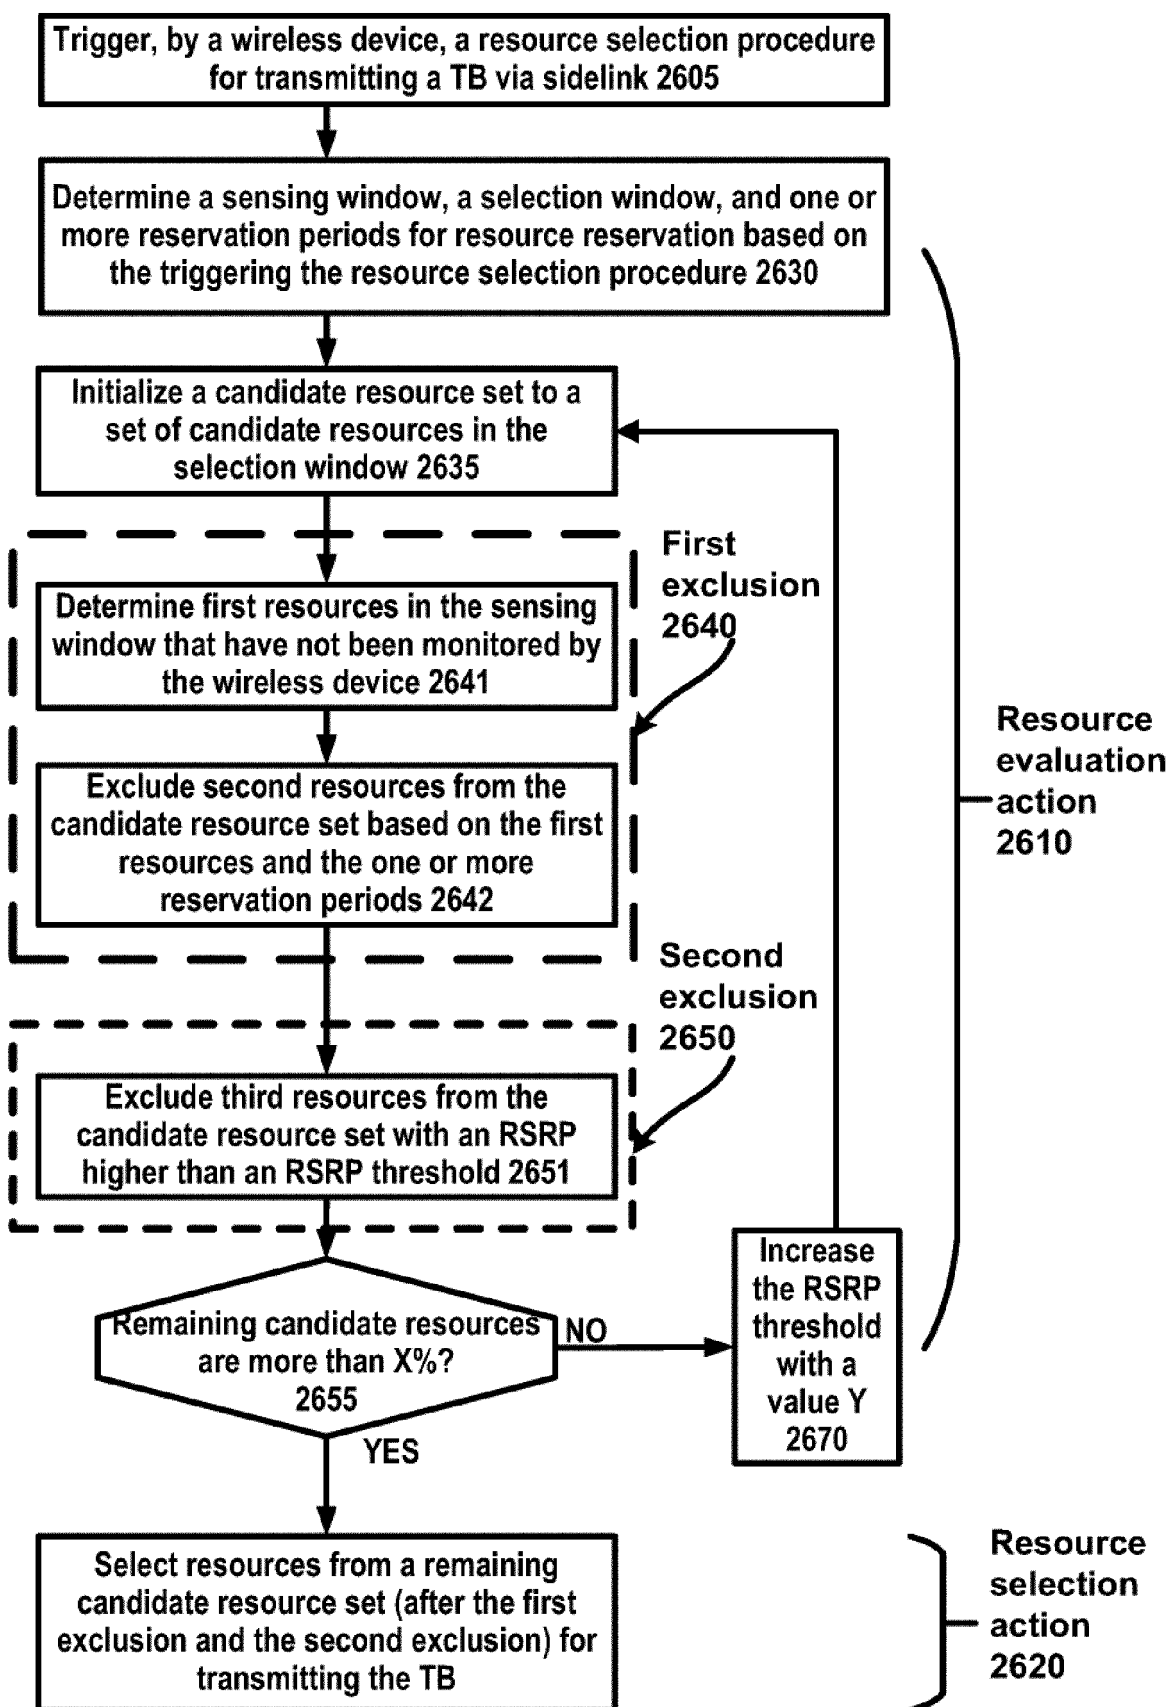 Trigger, by a wireless device, a resource selection procedure
for transmitting a TB via sidelink 2605
Determine a sensing window, a selection window, and one or
more reservation periods for resource reservation based on
the triggering the resource selection procedure 2630
Initialize a candidate resource set to a
set of candidate resources in the
selection window 2635
First
exclusion
2640
Determine first resources in the sensing
window that have not been monitored by
the wireless device 2641
Exclude second resources from the
candidate resource set based on the first
resources and the one or more
reservation periods 2642
Resource
evaluation
action
2610
Second
exclusion
2650
Exclude third resources from the
candidate resource set with an RSRP
higher than an RSRP threshold 2651
Remaining candidate resources
are more than X%?
2655
NO
YES
Increase
the RSRP
threshold
with a
value Y
2670
Select resources from a remaining
candidate resource set (after the first
exclusion and the second exclusion) for
transmitting the TB
Resource
selection
action
2620